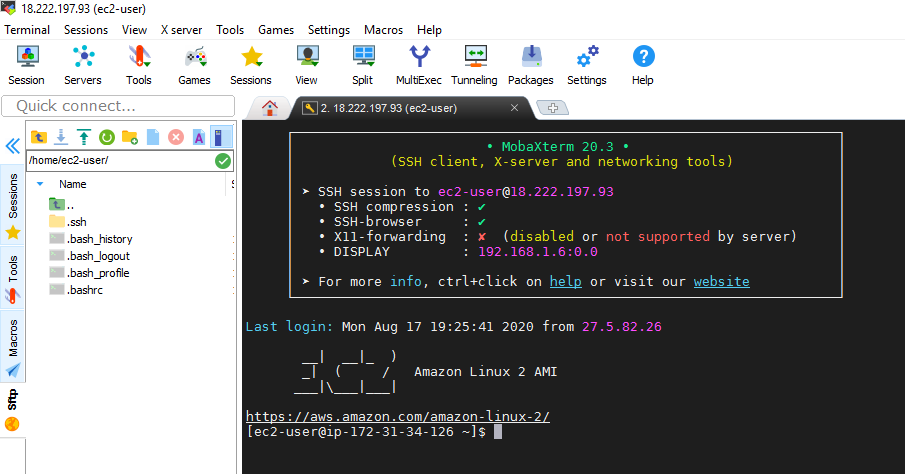 18.222.197.93 (ec2-user)
Terminal Sessions View X server Tools Games Settings Macros Help
Session Servers Tools Games Sessions View Split MultiExec Tunneling Packages Settings Help
Quick connect...
2. 18.222.197.93 (ec2-user)
/home/ec2-user/
Name
..
.ssh
.bash_history
.bash_logout
.bash_profile
.bashrc
Sessions
Tools
Macros
Sftp
• MobaXterm 20.3 •
(SSH client, X-server and networking tools)
➤ SSH session to ec2-user@18.222.197.93
• SSH compression : ✔
• SSH-browser : ✔
• X11-forwarding : ✘ (disabled or not supported by server)
• DISPLAY : 192.168.1.6:0.0
➤ For more info, ctrl+click on help or visit our website
Last login: Mon Aug 17 19:25:41 2020 from 27.5.82.26
__| __|_ )
_| ( / Amazon Linux 2 AMI
___|\___|___|
https://aws.amazon.com/amazon-linux-2/
[ec2-user@ip-172-31-34-126 ~]$